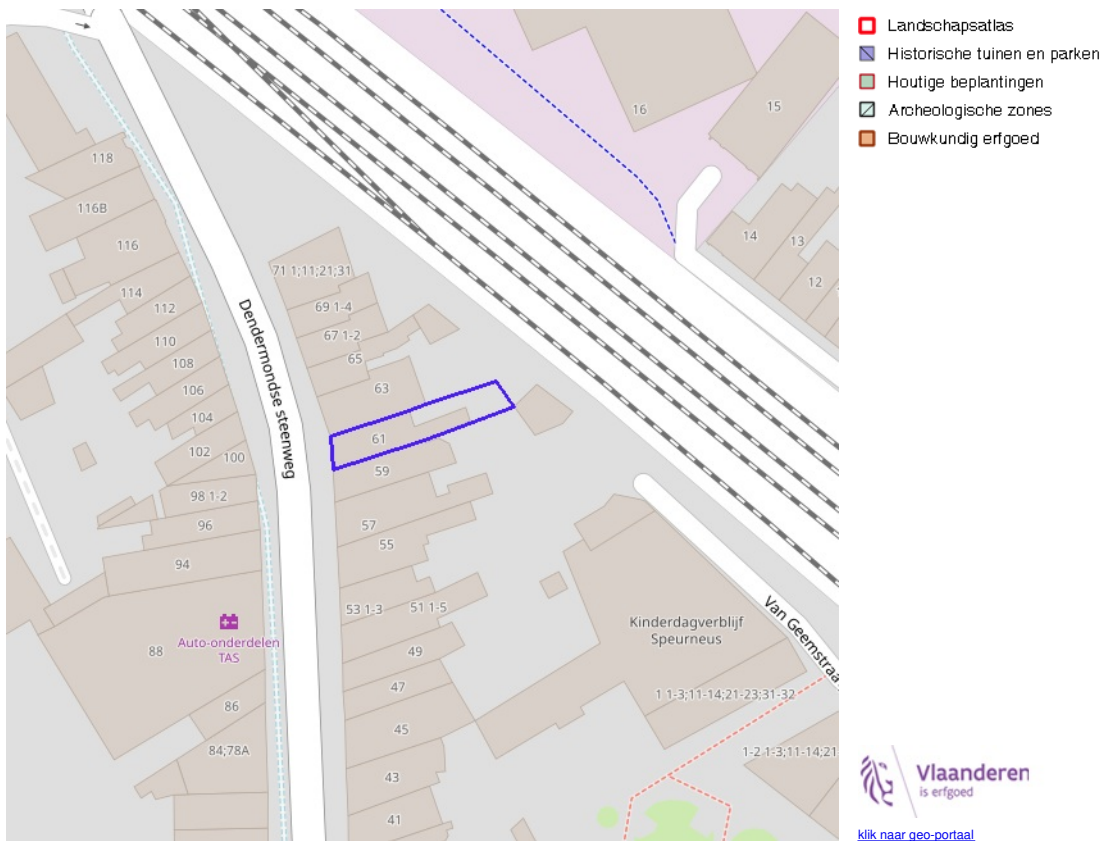 Landschapsatlas
Historische tuinen en parken
Houtige beplantingen
Archeologische zones
Bouwkundig erfgoed
16
15
118
116B
116
114
112
110
108
106
104
102
100
98 1-2
96
94
88
86
84;78A
Auto-onderdelen
TAS
Dendermondse steenweg
71 1;11;21;31
69 1-4
67 1-2
65
63
61
59
57
55
53 1-3
51 1-5
49
47
45
43
41
14
13
12
Kinderdagverblijf
Speurneus
Van Geemstraa
1 1-3;11-14;21-23;31-32
1-2 1-3;11-14;21
Vlaanderen
is erfgoed
klik naar geo-portaal